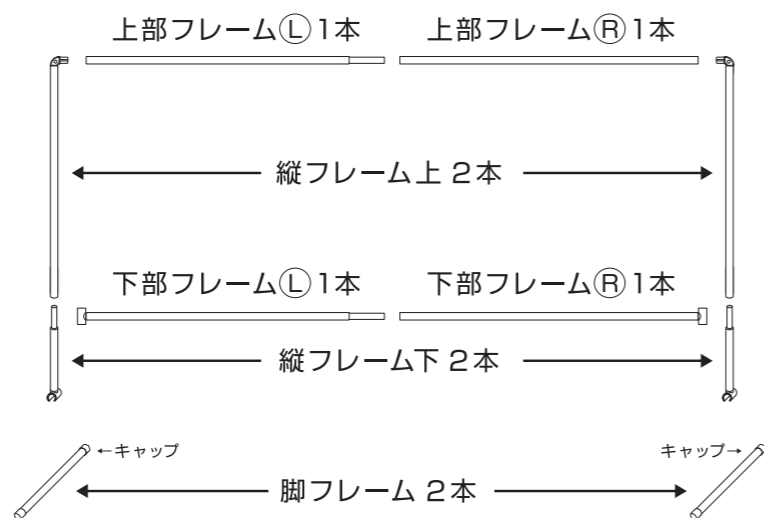 上部フレームⓁ1本
上部フレームⓇ1本
縦フレーム上 2本
下部フレームⓁ1本
下部フレームⓇ1本
縦フレーム下 2本
←キャップ
キャップ→
脚フレーム 2本